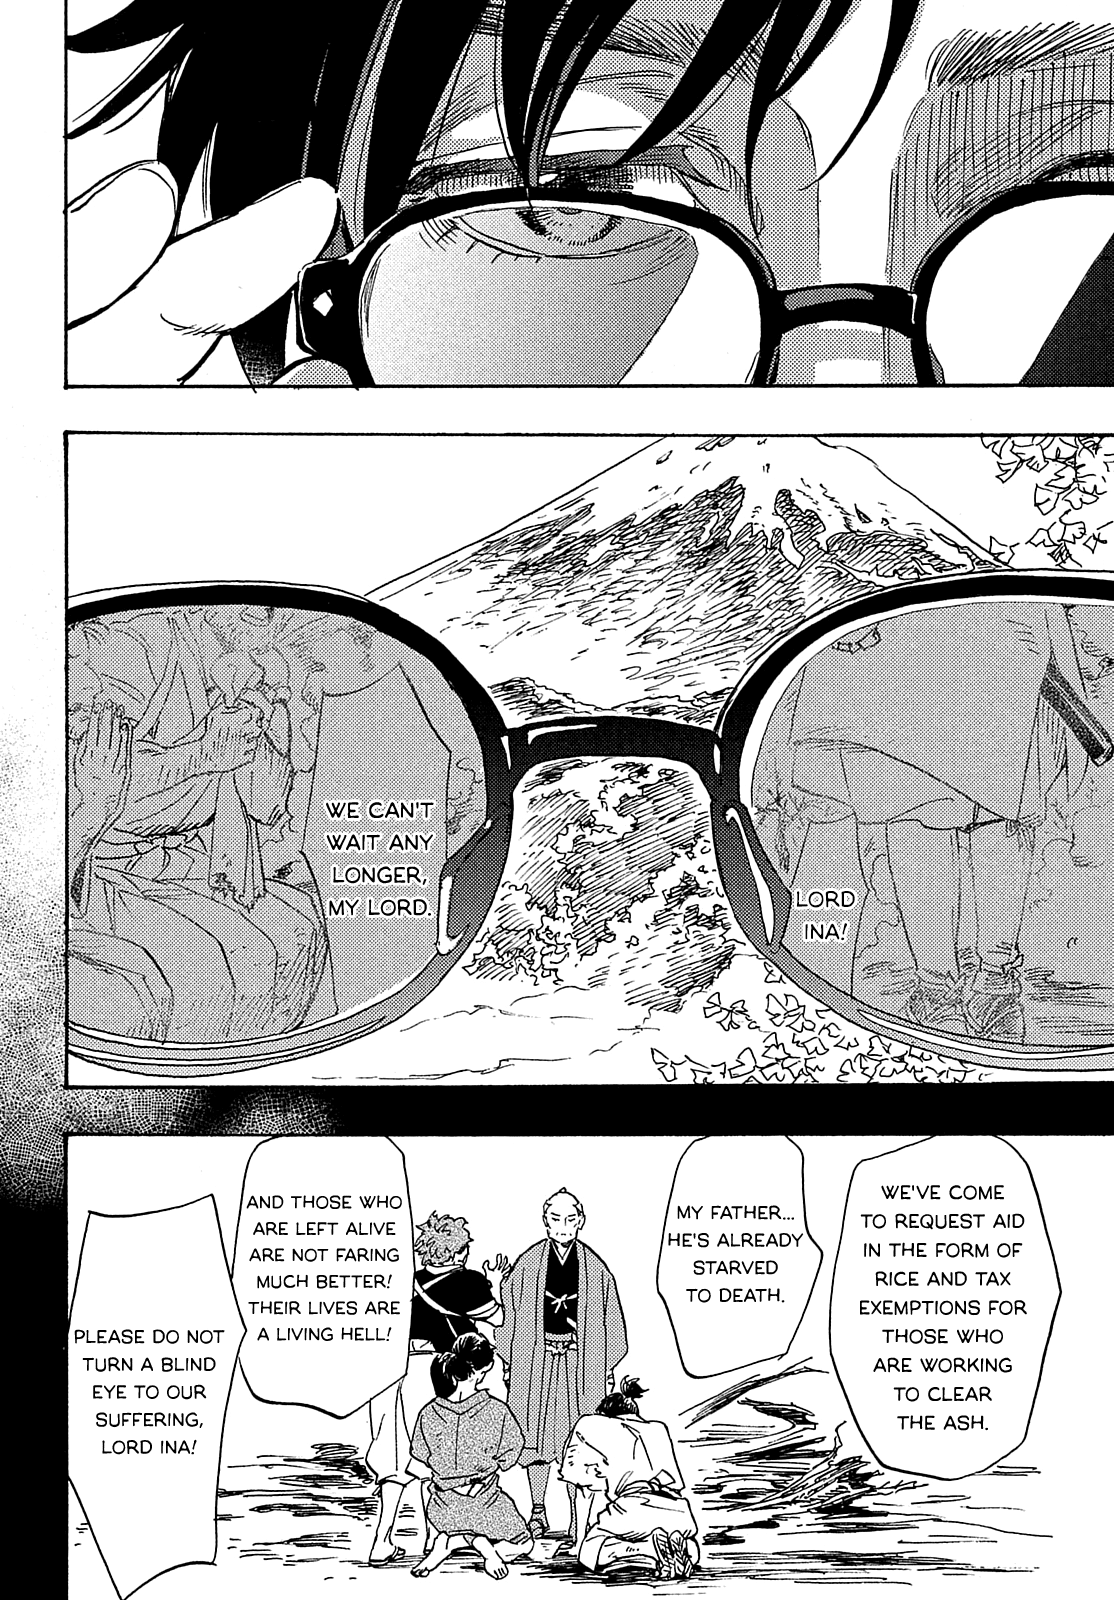 LORD
INA!
WE CAN'T
WAIT ANY
LONGER,
MY LORD.
WE'VE COME
TO REQUEST AID
IN THE FORM OF
RICE AND TAX
EXEMPTIONS FOR
THOSE WHO
ARE WORKING
TO CLEAR
THE ASH.
MY FATHER...
HE'S ALREADY
STARVED
TO DEATH.
AND THOSE WHO
ARE LEFT ALIVE
ARE NOT FARING
MUCH BETTER!
THEIR LIVES ARE
A LIVING HELL!
PLEASE DO NOT
TURN A BLIND
EYE TO OUR
SUFFERING,
LORD INA!